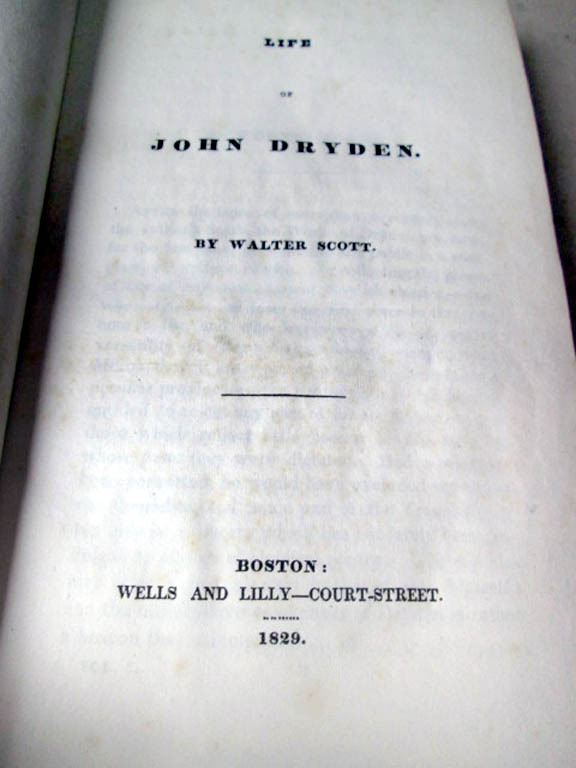 LIFE
OF
JOHN DRYDEN.
BY WALTER SCOTT.
BOSTON:
WELLS AND LILLY—COURT-STREET.
1829.